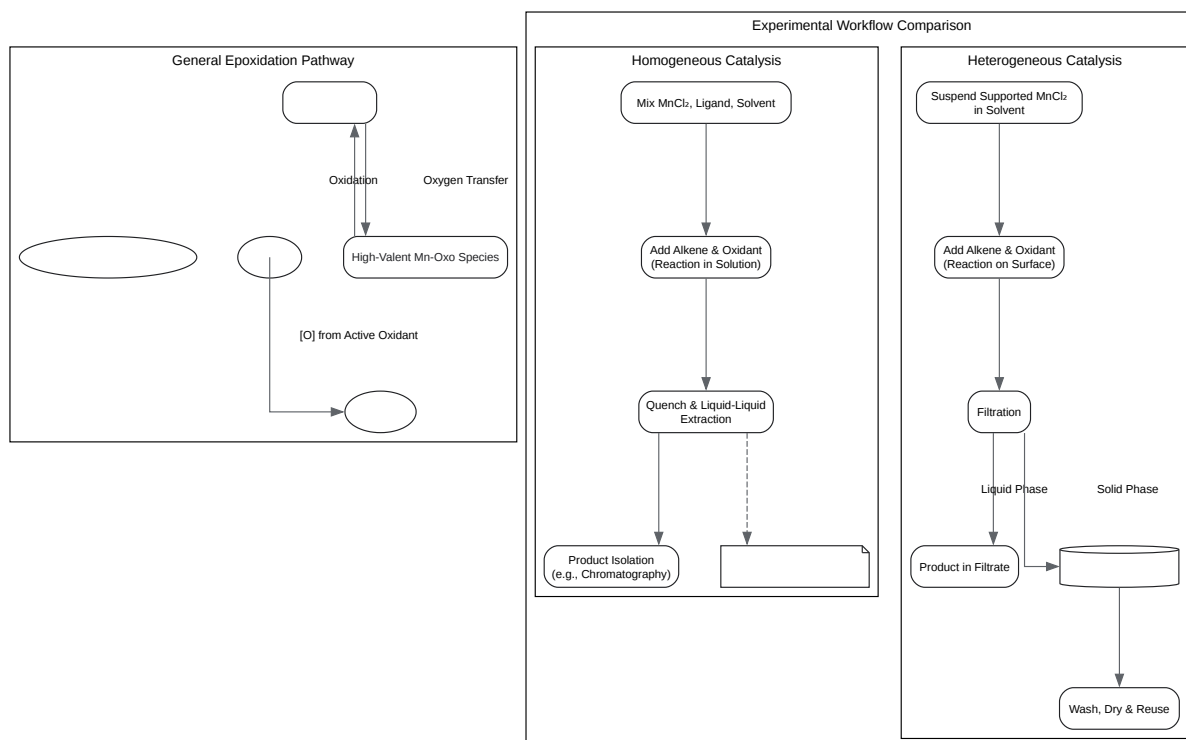 Experimental Workflow Comparison
General Epoxidation Pathway
Oxidation
Oxygen Transfer
High-Valent Mn-Oxo Species
[O] from Active Oxidant
Homogeneous Catalysis
Mix MnCl₂, Ligand, Solvent
Add Alkene & Oxidant
(Reaction in Solution)
Quench & Liquid-Liquid
Extraction
Product Isolation
(e.g., Chromatography)
Heterogeneous Catalysis
Suspend Supported MnCl₂
in Solvent
Add Alkene & Oxidant
(Reaction on Surface)
Filtration
Liquid Phase
Solid Phase
Product in Filtrate
Wash, Dry & Reuse